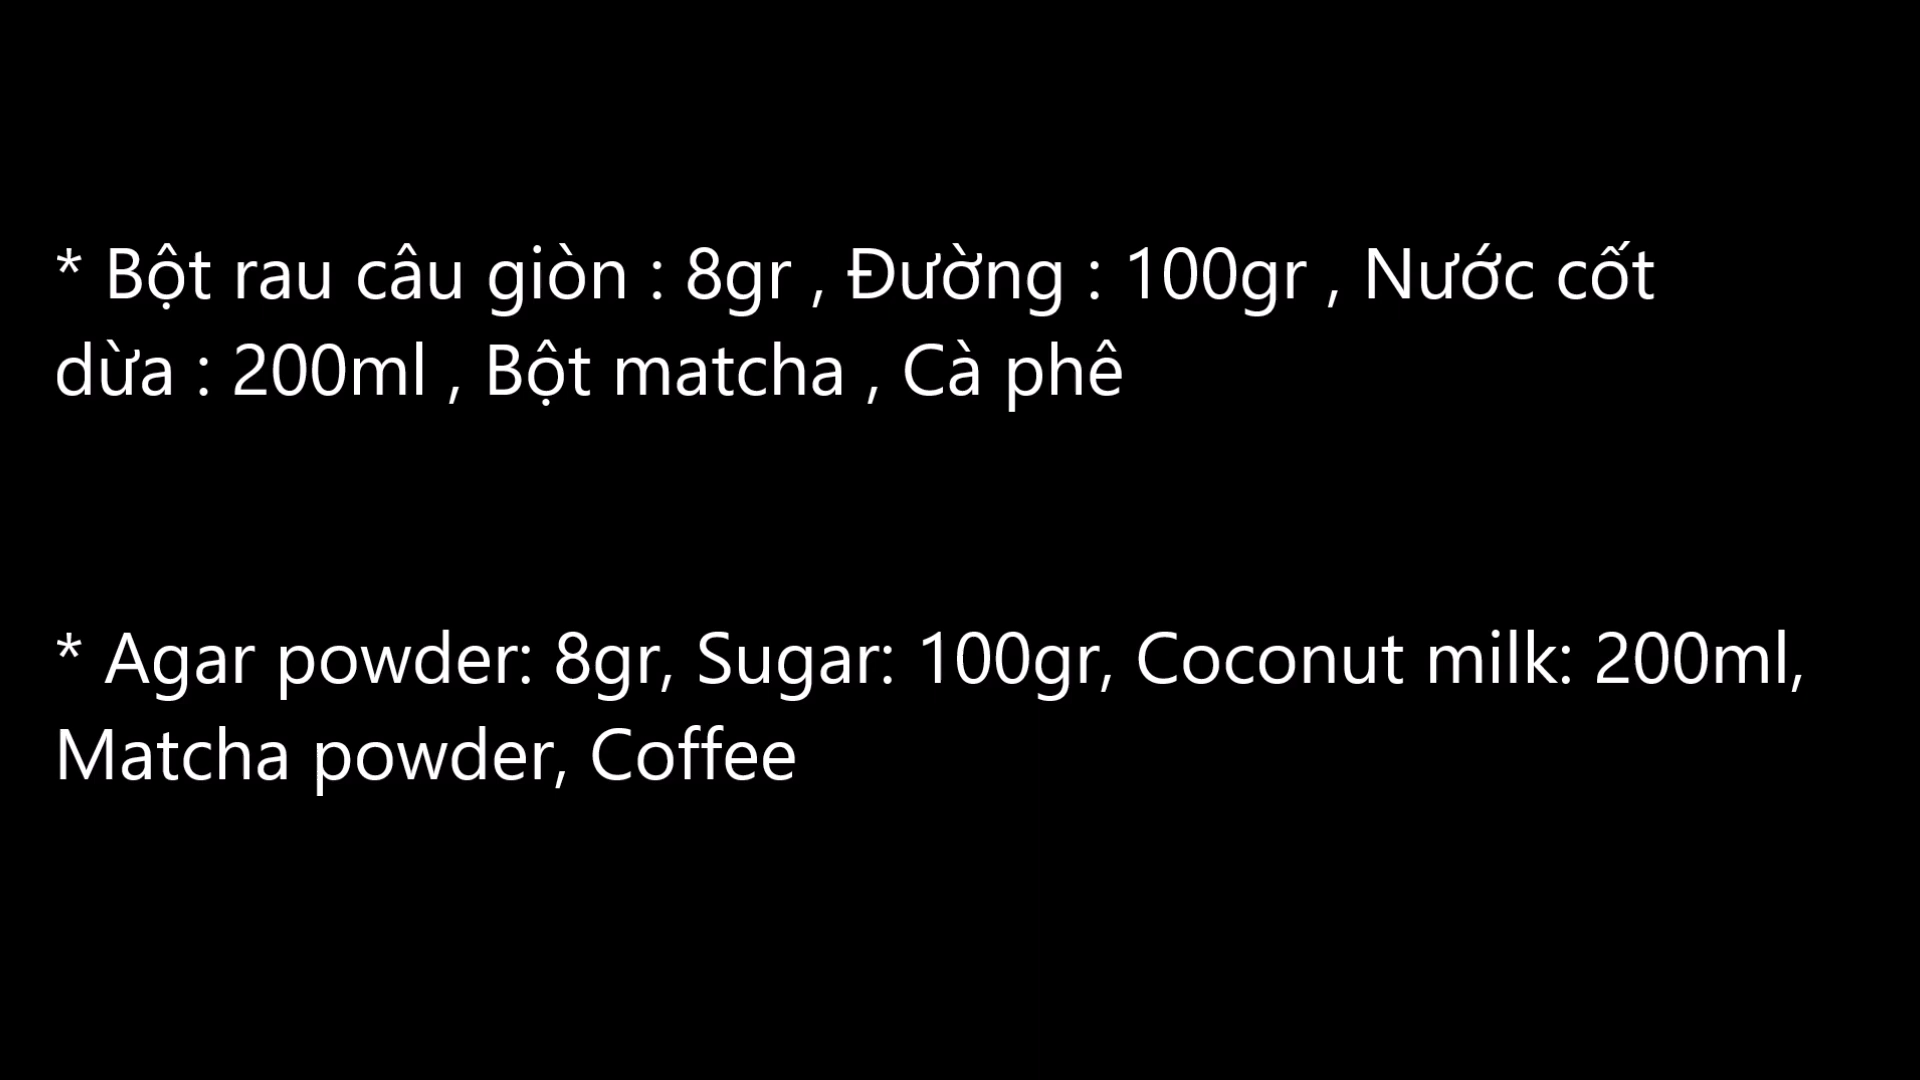 * Bột rau câu giòn : 8gr , Đường : 100gr , Nước cốt
dừa : 200ml , Bột matcha , Cà phê
* Agar powder: 8gr, Sugar: 100gr, Coconut milk: 200ml,
Matcha powder, Coffee